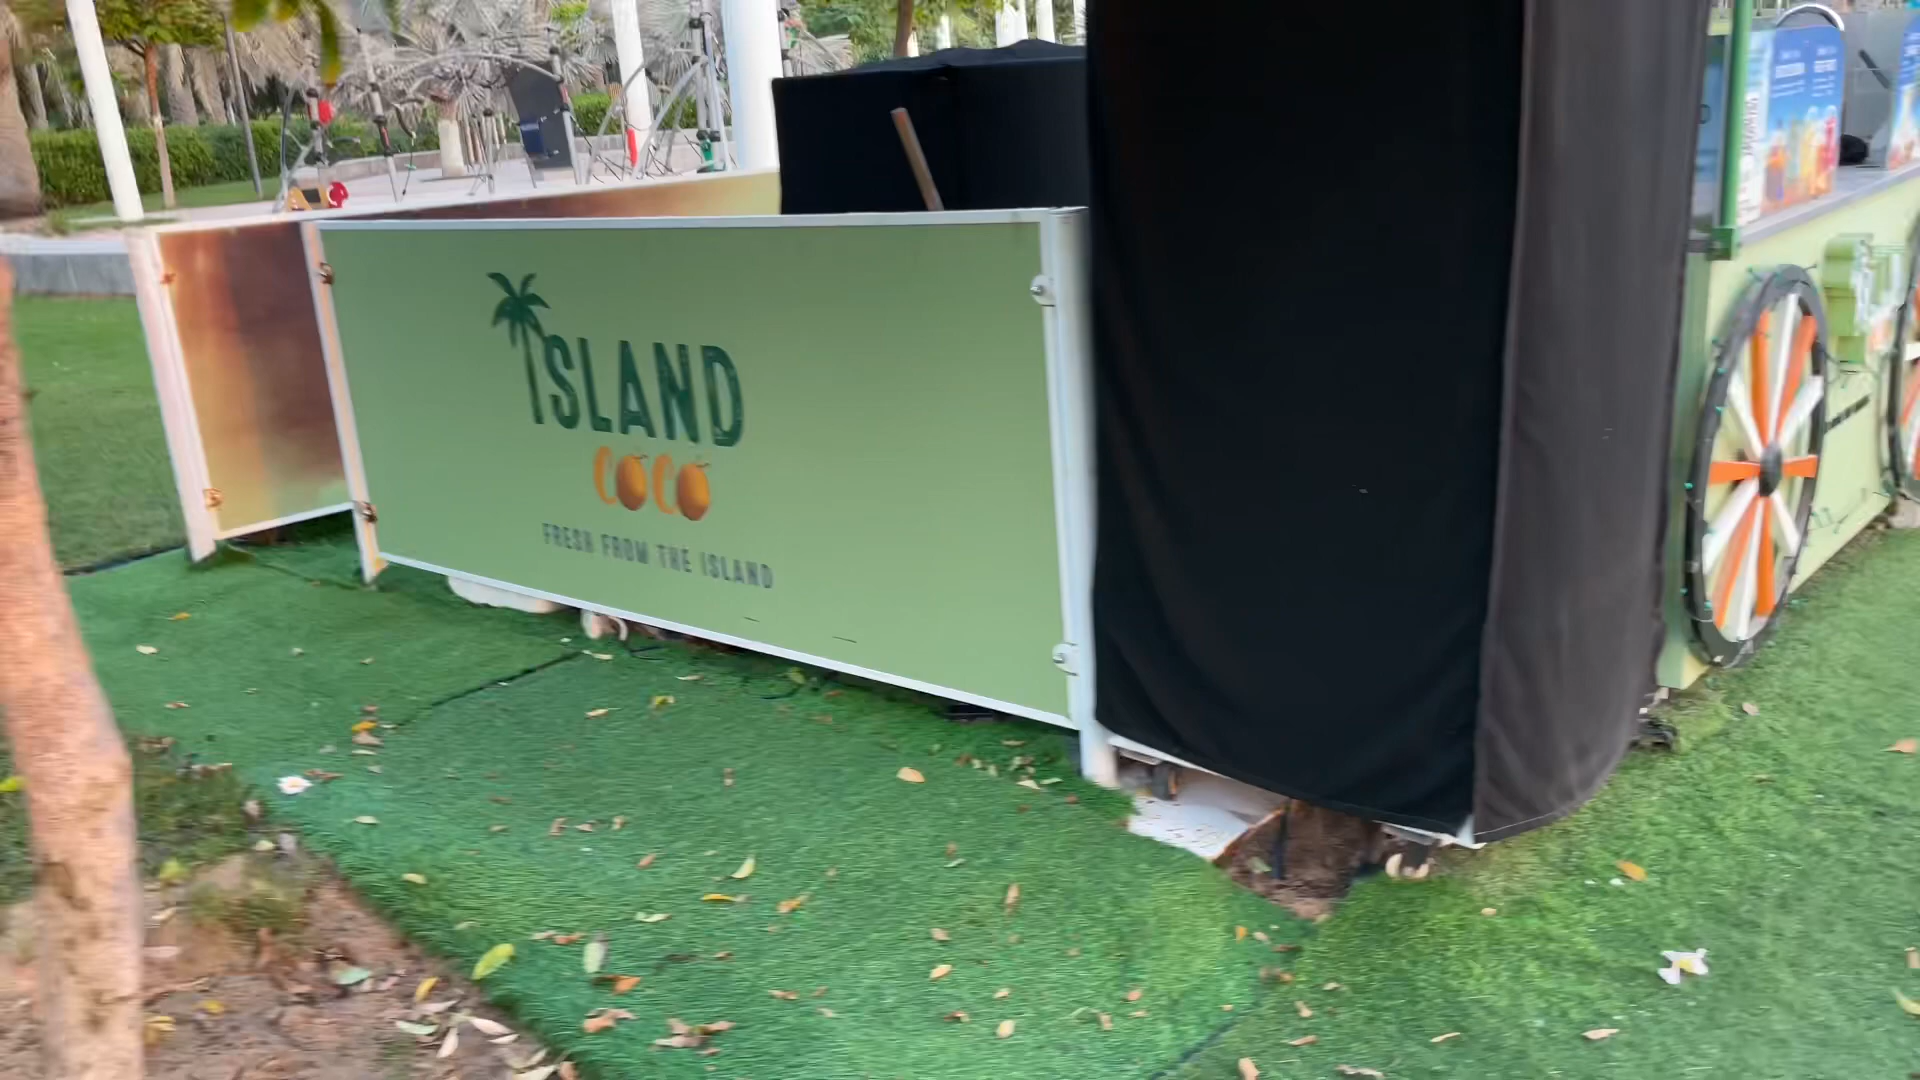 ISLAND
COCO
FRESH FROM THE ISLAND